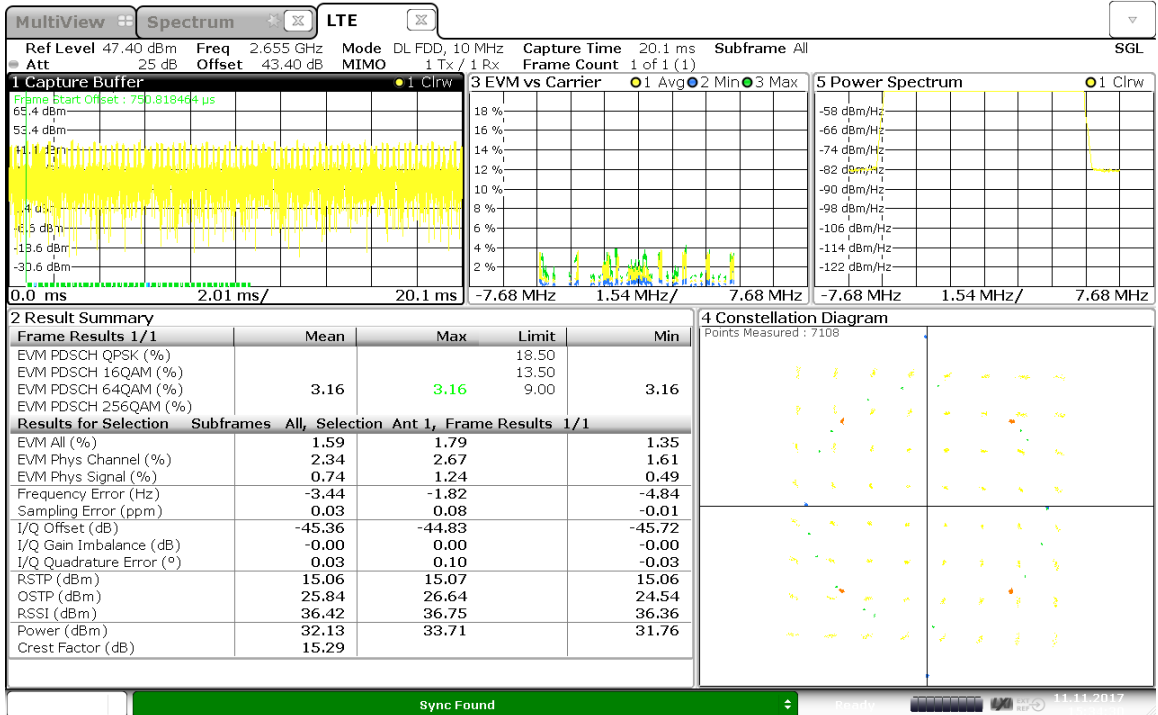 MultiView Spectrum LTE
Ref Level 47.40 dBm Freq 2.655 GHz Mode DL FDD, 10 MHz Capture Time 20.1 ms Subframe All SGL
Att 25 dB Offset 43.40 dB MIMO 1 Tx / 1 Rx Frame Count 1 of 1 (1)
1 Capture Buffer 1 Clrw
Frame Start Offset : 750.818464 µs
65.4 dBm
53.4 dBm
-18.6 dBm
-30.6 dBm
0.0 ms 2.01 ms/ 20.1 ms
3 EVM vs Carrier 1 Avg 2 Min 3 Max
18 %
16 %
14 %
12 %
10 %
8 %
6 %
4 %
2 %
-7.68 MHz 1.54 MHz/ 7.68 MHz
5 Power Spectrum 1 Clrw
-58 dBm/Hz
-66 dBm/Hz
-74 dBm/Hz
-82 dBm/Hz
-90 dBm/Hz
-98 dBm/Hz
-106 dBm/Hz
-114 dBm/Hz
-122 dBm/Hz
-7.68 MHz 1.54 MHz/ 7.68 MHz
2 Result Summary
Frame Results 1/1 Mean Max Limit Min
EVM PDSCH QPSK (%) 18.50
EVM PDSCH 16QAM (%) 13.50
EVM PDSCH 64QAM (%) 3.16 3.16 9.00 3.16
EVM PDSCH 256QAM (%)
Results for Selection Subframes All, Selection Ant 1, Frame Results 1/1
EVM All (%) 1.59 1.79 1.35
EVM Phys Channel (%) 2.34 2.67 1.61
EVM Phys Signal (%) 0.74 1.24 0.49
Frequency Error (Hz) -3.44 -1.82 -4.84
Sampling Error (ppm) 0.03 0.08 -0.01
I/Q Offset (dB) -45.36 -44.83 -45.72
I/Q Gain Imbalance (dB) -0.00 0.00 -0.00
I/Q Quadrature Error (º) 0.03 0.10 -0.03
RSTP (dBm) 15.06 15.07 15.06
OSTP (dBm) 25.84 26.64 24.54
RSSI (dBm) 36.42 36.75 36.36
Power (dBm) 32.13 33.71 31.76
Crest Factor (dB) 15.29
4 Constellation Diagram
Points Measured : 7108
Sync Found
Ready LXI EXT REF 11.11.2017